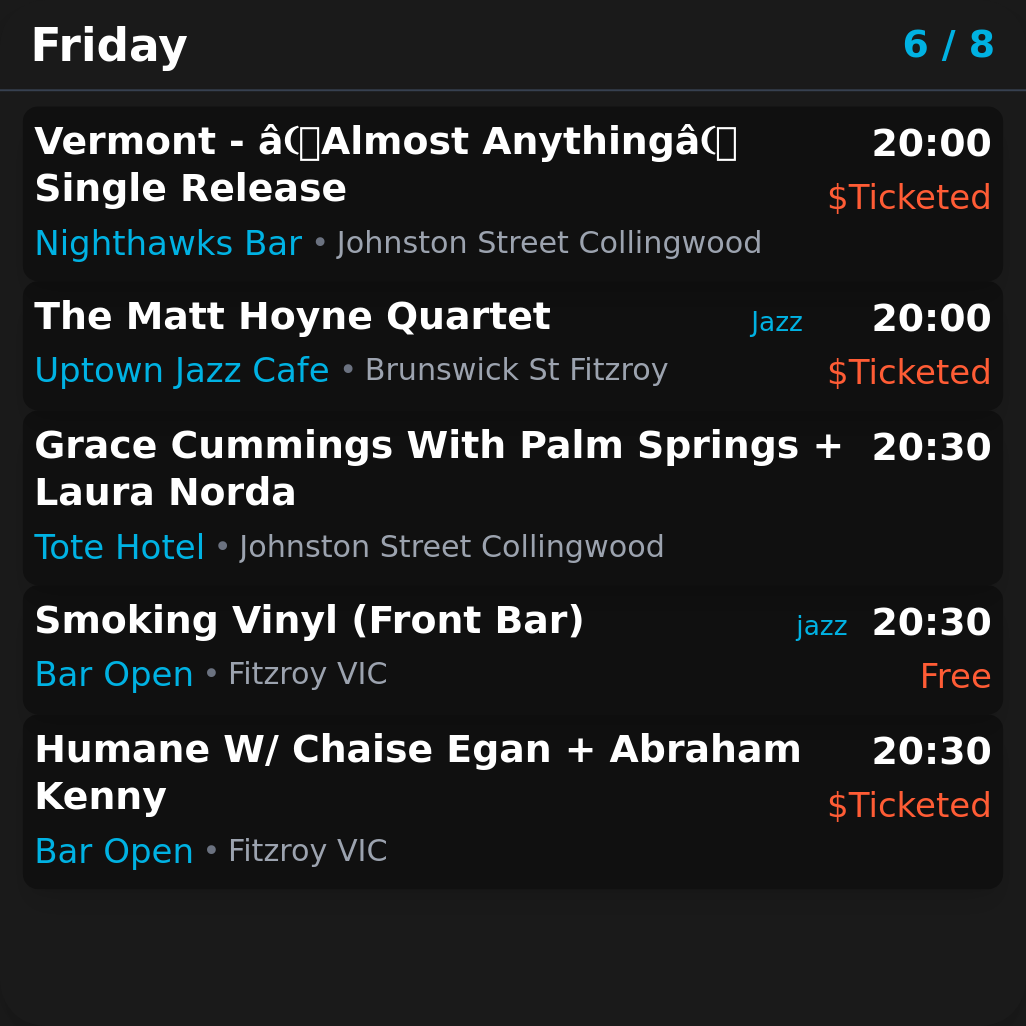 Friday
6 / 8
Vermont - â(▯Almost Anythingâ(▯
Single Release
20:00
$Ticketed
Nighthawks Bar • Johnston Street Collingwood
The Matt Hoyne Quartet
Jazz
20:00
Uptown Jazz Cafe • Brunswick St Fitzroy
$Ticketed
Grace Cummings With Palm Springs +
Laura Norda
20:30
Tote Hotel • Johnston Street Collingwood
Smoking Vinyl (Front Bar)
jazz
20:30
Bar Open • Fitzroy VIC
Free
Humane W/ Chaise Egan + Abraham
Kenny
20:30
$Ticketed
Bar Open • Fitzroy VIC